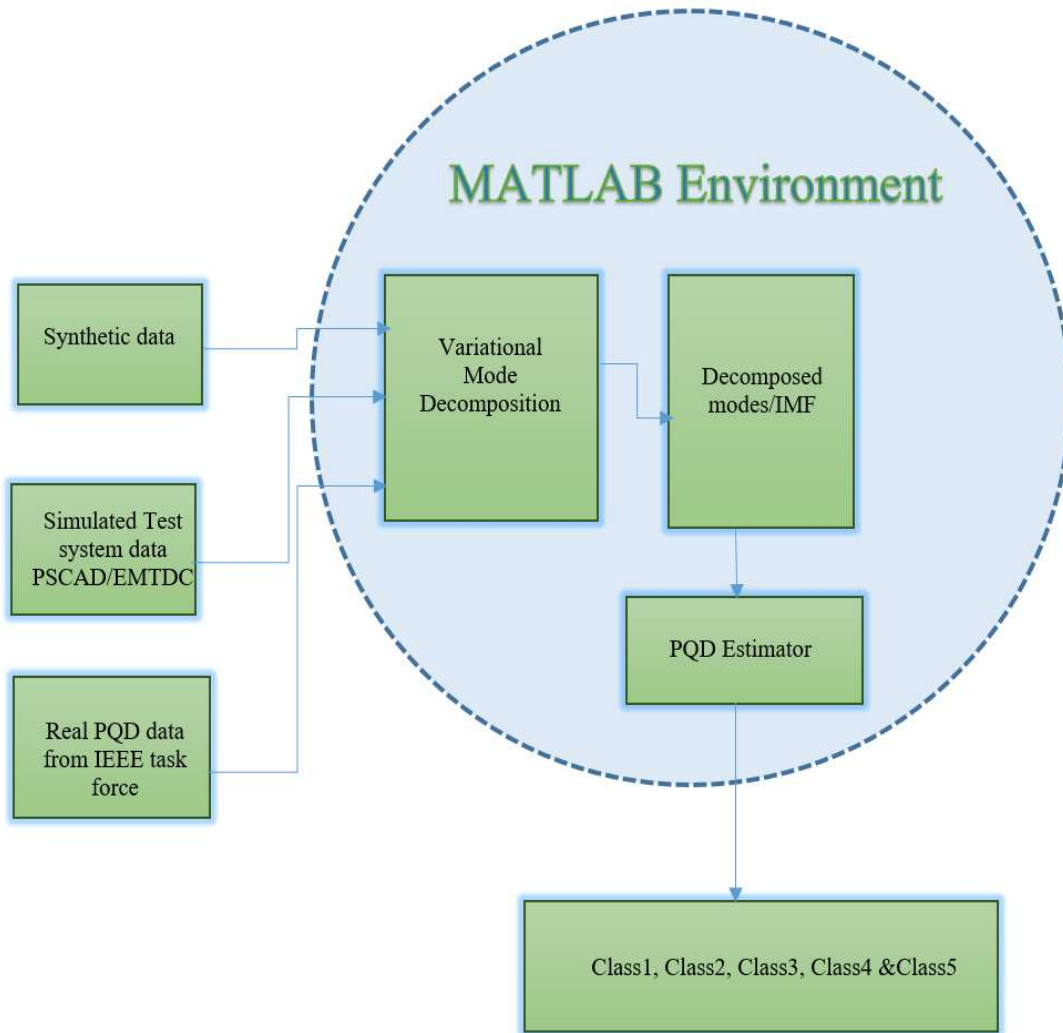 MATLAB Environment
Synthetic data
Variational
Mode
Decomposition
Decomposed
modes/IMF
Simulated Test
system data
PSCAD/EMTDC
PQD Estimator
Real PQD data
from IEEE task
force
Class1, Class2, Class3, Class4 &Class5